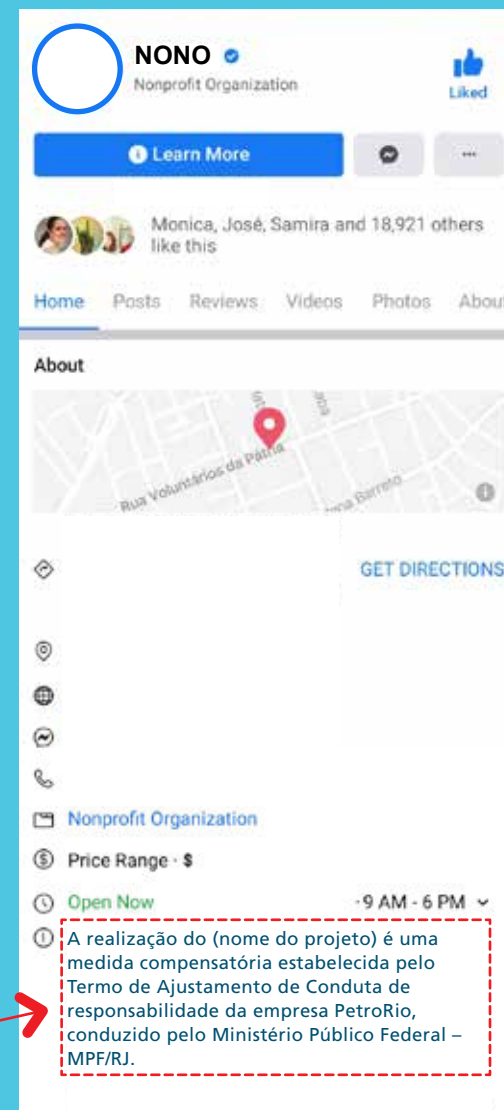 NONO
Nonprofit Organization
Liked
Learn More
Monica, José, Samira and 18,921 others
like this
Home Posts Reviews Videos Photos About
About
Rua Voluntários da Pátria
Barreto
GET DIRECTIONS
Nonprofit Organization
Price Range · $
Open Now · 9 AM - 6 PM
A realização do (nome do projeto) é uma
medida compensatória estabelecida pelo
Termo de Ajustamento de Conduta de
responsabilidade da empresa PetroRio,
conduzido pelo Ministério Público Federal –
MPF/RJ.